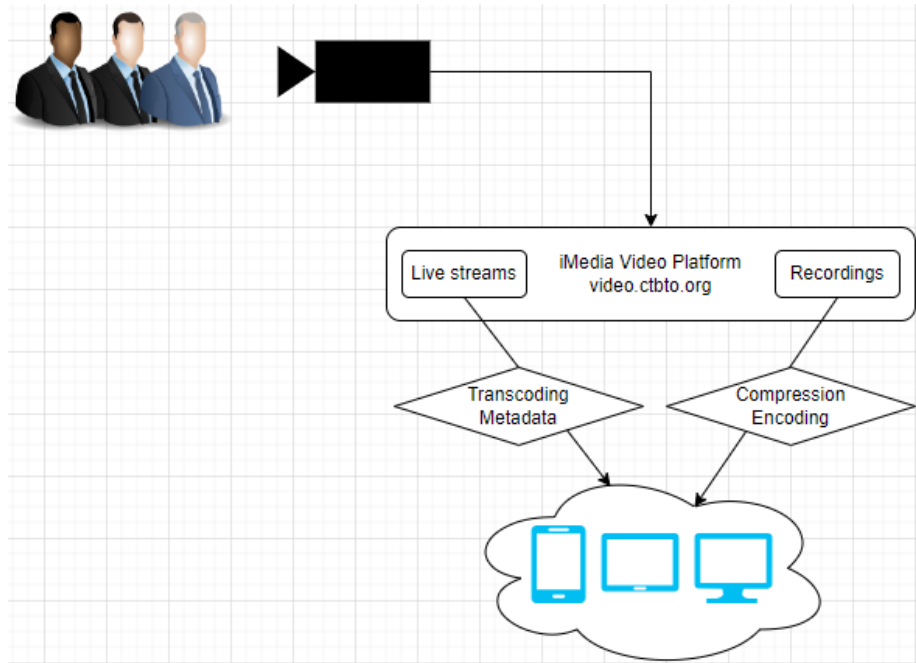 Live streams
iMedia Video Platform
video.ctbto.org
Recordings
Transcoding
Metadata
Compression
Encoding